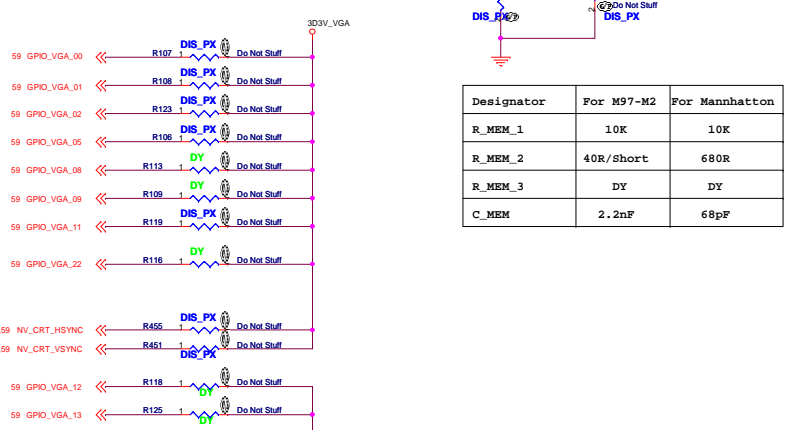 Do Not Stuff
DIS_PX
2
DIS_PX
3D3V_VGA
59 GPIO_VGA_00 R107 1 DIS_PX Do Not Stuff
59 GPIO_VGA_01 R108 1 DIS_PX Do Not Stuff
59 GPIO_VGA_02 R123 1 DIS_PX Do Not Stuff
59 GPIO_VGA_05 R106 1 DIS_PX Do Not Stuff
59 GPIO_VGA_08 R113 1 DY Do Not Stuff
59 GPIO_VGA_09 R109 1 DY Do Not Stuff
59 GPIO_VGA_11 R119 1 DIS_PX Do Not Stuff
59 GPIO_VGA_22 R116 1 DY Do Not Stuff
59 NV_CRT_HSYNC R455 1 DIS_PX Do Not Stuff
59 NV_CRT_VSYNC R451 1 DIS_PX Do Not Stuff
59 GPIO_VGA_12 R118 1 DY Do Not Stuff
59 GPIO_VGA_13 R125 1 DY Do Not Stuff
Designator For M97-M2 For Mannhatton
R_MEM_1 10K 10K
R_MEM_2 40R/Short 680R
R_MEM_3 DY DY
C_MEM 2.2nF 68pF